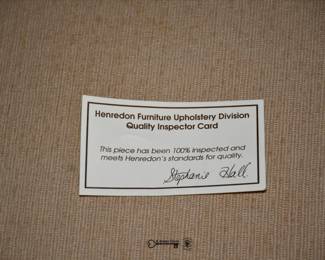 Henredon Furniture Upholstery Division
Quality Inspector Card
This piece has been 100% inspected and
meets Henredon's standards for quality.
Stephanie Hall